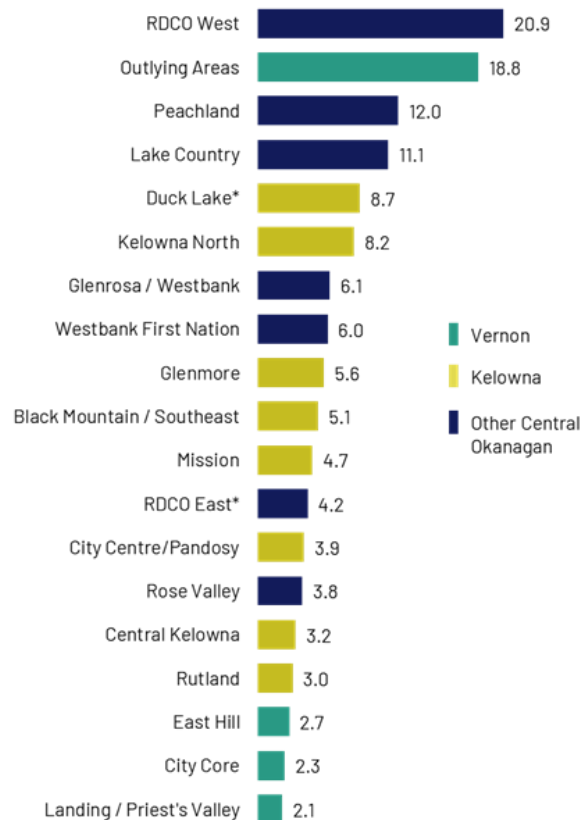 RDCO West 20.9
Outlying Areas 18.8
Peachland 12.0
Lake Country 11.1
Duck Lake* 8.7
Kelowna North 8.2
Glenrosa / Westbank 6.1
Westbank First Nation 6.0
Glenmore 5.6
Black Mountain / Southeast 5.1
Mission 4.7
RDCO East* 4.2
City Centre/Pandosy 3.9
Rose Valley 3.8
Central Kelowna 3.2
Rutland 3.0
East Hill 2.7
City Core 2.3
Landing / Priest's Valley 2.1
Vernon
Kelowna
Other Central
Okanagan